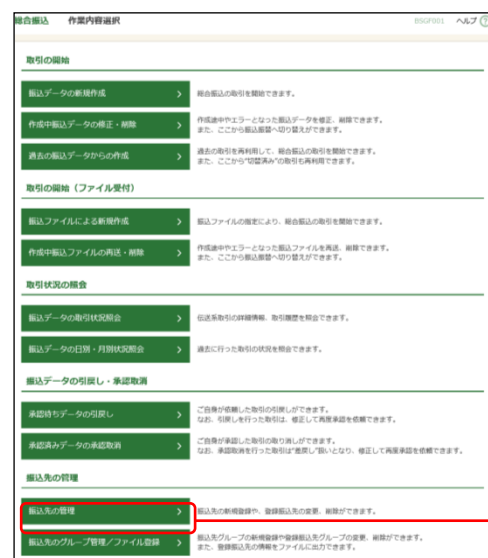 総合振込 作業内容選択 BSGF001 ヘルプ ?
取引の開始
振込データの新規作成 > 総合振込の取引を開始できます。
作成中振込データの修正・削除 > 作成途中やエラーとなった振込データを修正、削除できます。
また、ここから振込振替へ切り替えができます。
過去の振込データからの作成 > 過去の取引を再利用して、総合振込の取引を開始できます。
また、ここから"切替済み"の取引も再利用できます。
取引の開始（ファイル受付）
振込ファイルによる新規作成 > 振込ファイルの指定により、総合振込の取引を開始できます。
作成中振込ファイルの再送・削除 > 作成途中やエラーとなった振込ファイルを再送、削除できます。
また、ここから振込振替へ切り替えができます。
取引状況の照会
振込データの取引状況照会 > 伝送系取引の詳細情報、取引履歴を照会できます。
振込データの日別・月別状況照会 > 過去に行った取引の状況を照会できます。
振込データの引戻し・承認取消
承認待ちデータの引戻し > ご自身が依頼した取引の引戻しができます。
なお、引戻しを行った取引は、修正して再度承認を依頼できます。
承認済みデータの承認取消 > ご自身が承認した取引の取り消しができます。
なお、承認取消を行った取引は"差戻し"扱いとなり、修正して再度承認を依頼できます。
振込先の管理
振込先の管理 > 振込先の新規登録や、登録振込先の変更、削除ができます。
振込先のグループ管理/ファイル登録 > 振込先グループの新規登録や登録振込先グループの変更、削除ができます。
また、登録振込先の情報をファイルに出力できます。